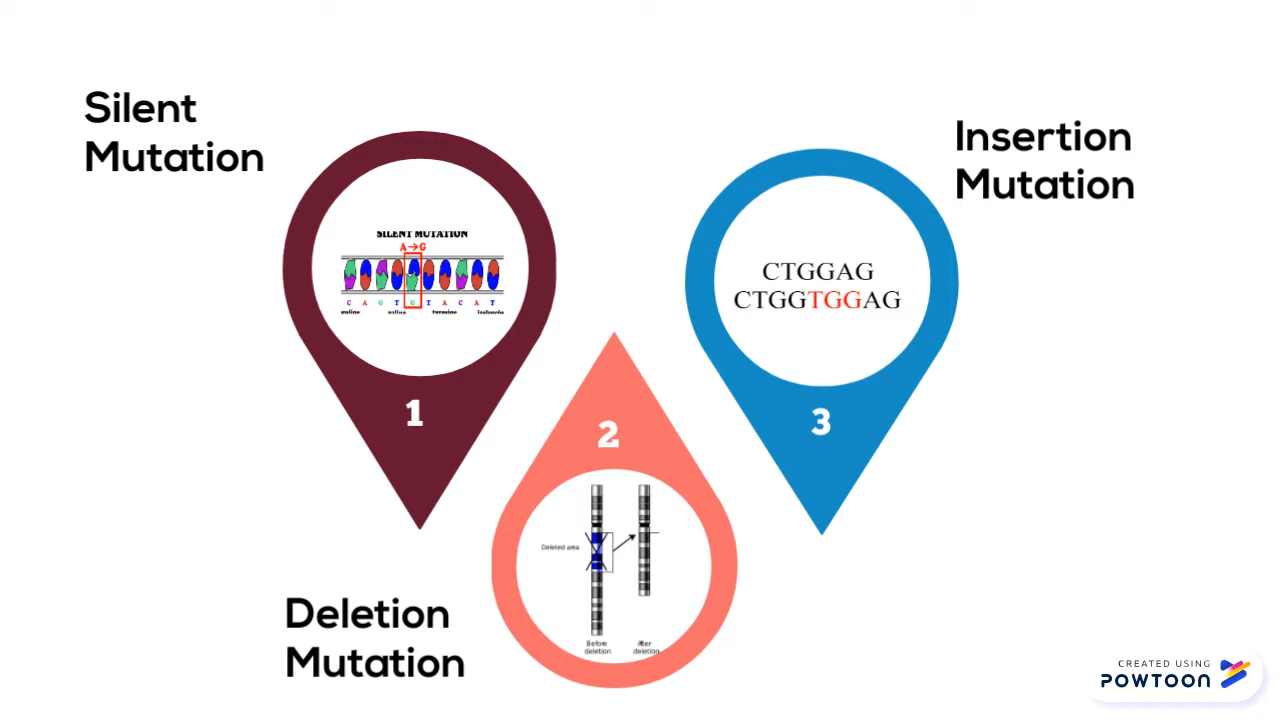 Silent
Mutation
SILENT MUTATION
A→G
C A G T G T A C A T
1
Deletion
Mutation
2
Deleted area
Before
deletion
After
deletion
Insertion
Mutation
CTGGAG
CTGGTGGAG
3
CREATED USING
POWTOON